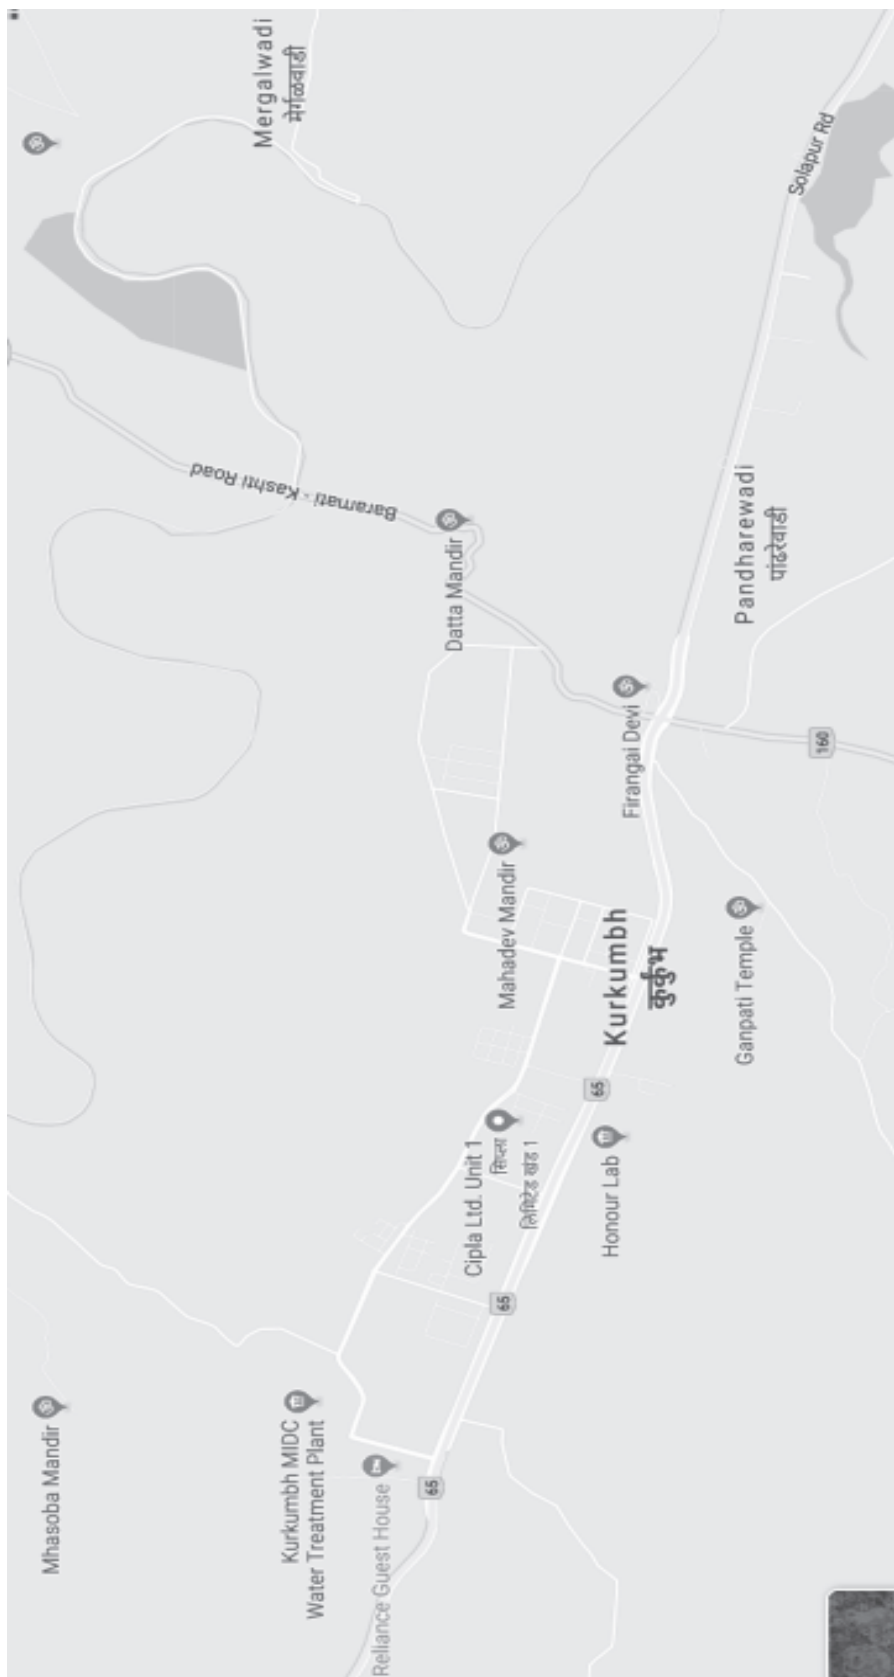 Mhasoba Mandir
Kurkumbh MIDC
Water Treatment Plant
Reliance Guest House
65
65
Cipla Ltd. Unit 1
सिप्ला
लिमिटेड खंड 1
Honour Lab
65
Mahadev Mandir
Kurkumbh
कुरकुंभ
Ganpati Temple
Firangai Devi
160
Datta Mandir
Baramati - Kashti Road
Pandharewadi
पांढरेवाडी
Mergalwadi
मेर्गळवाडी
Solapur Rd